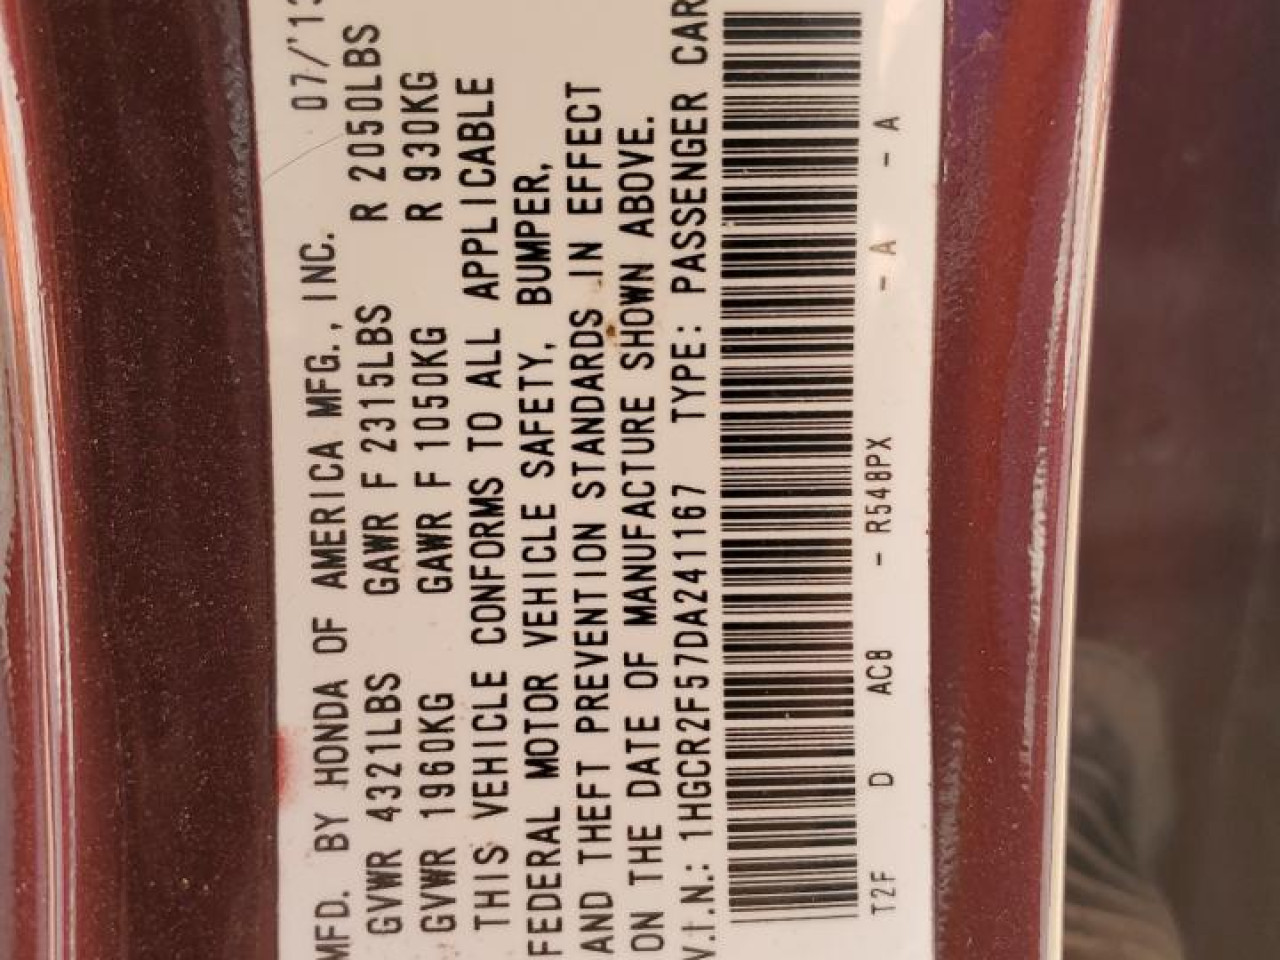 MFD. BY HONDA OF AMERICA MFG., INC. 07/'13
GVWR 4321LBS GAWR F 2315LBS R 2050LBS
GVWR 1960KG GAWR F 1050KG R 930KG
THIS VEHICLE CONFORMS TO ALL APPLICABLE
FEDERAL MOTOR VEHICLE SAFETY, BUMPER,
AND THEFT PREVENTION STANDARDS IN EFFECT
ON THE DATE OF MANUFACTURE SHOWN ABOVE.
V.I.N.: 1HGCR2F57DA241167 TYPE: PASSENGER CAR
T2F D AC8 - R548PX - A - A